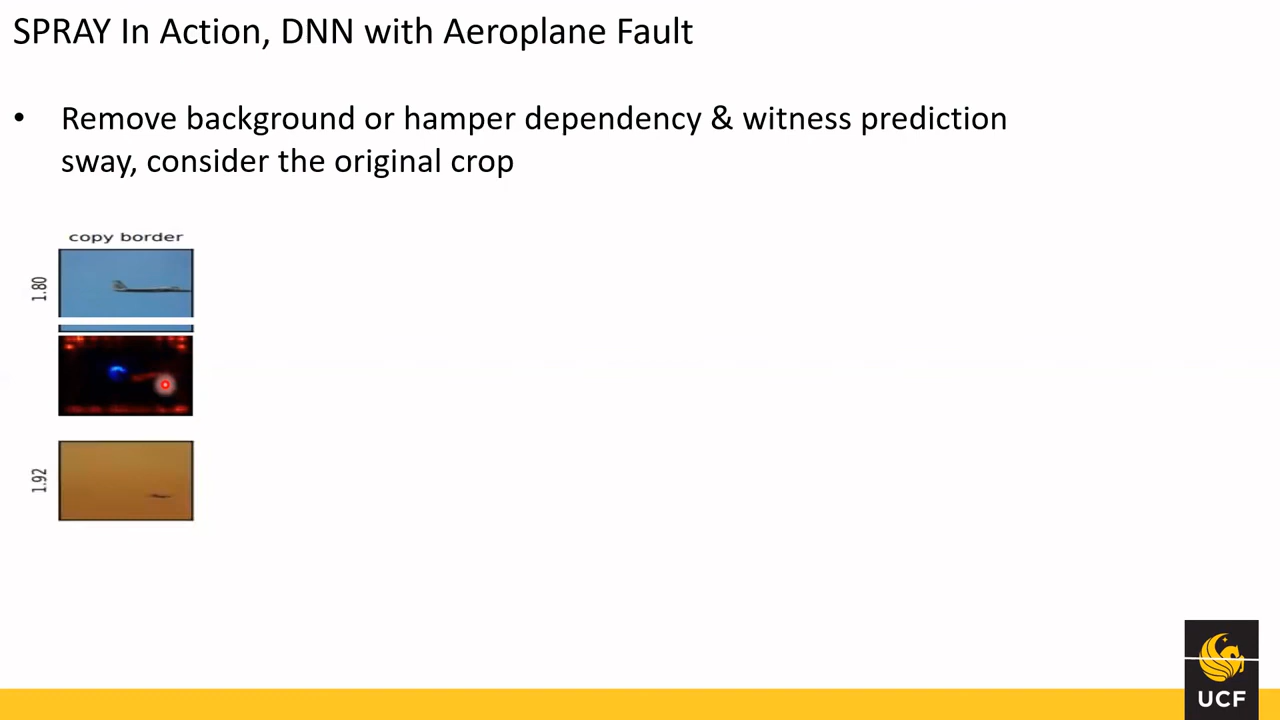 SPRAY In Action, DNN with Aeroplane Fault
• Remove background or hamper dependency & witness prediction
sway, consider the original crop
copy border
1.80
1.92
UCF